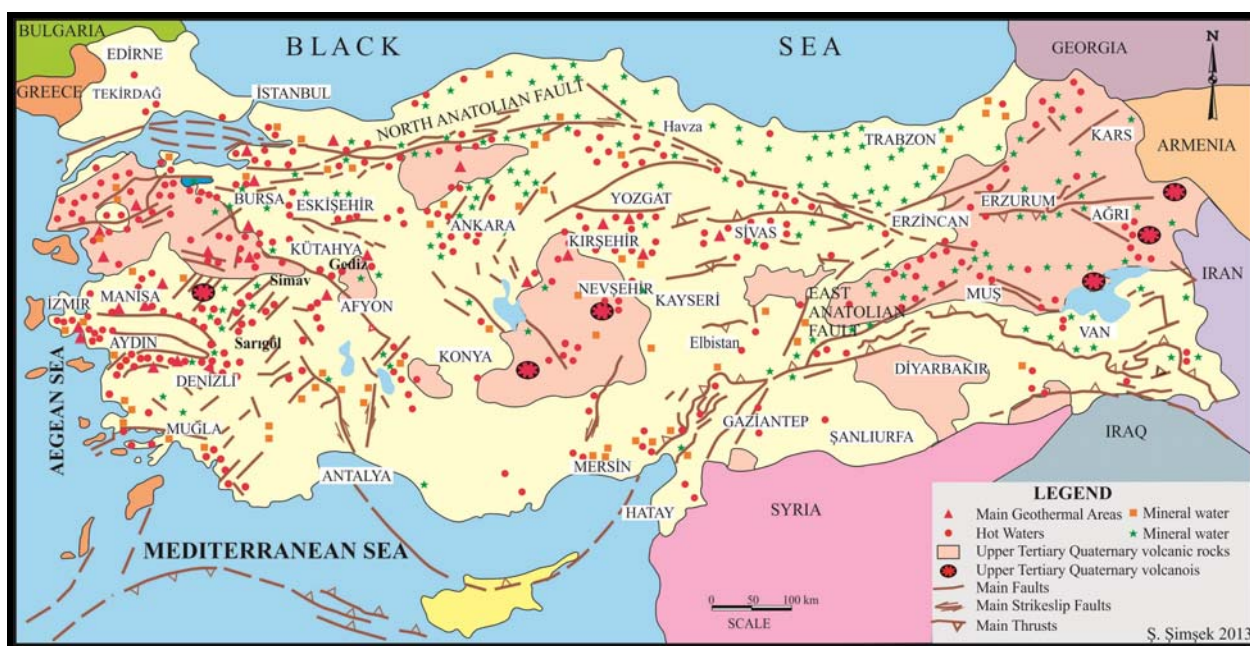 BULGARIA
BLACK SEA
GEORGIA
N
EDİRNE
GREECE
TEKİRDAĞ
İSTANBUL
NORTH ANATOLIAN FAULT
Havza
TRABZON
KARS
ARMENIA
BURSA
ESKİŞEHİR
ANKARA
YOZGAT
SİVAS
ERZİNCAN
ERZURUM
AĞRI
KÜTAHYA
Gediz
KIRŞEHİR
IRAN
Simav
MANİSA
İZMİR
AFYON
NEVŞEHİR
KAYSERİ
EAST
ANATOLIAN
FAULT
MUŞ
VAN
AYDIN
Sarıgöl
KONYA
Elbistan
DENİZLİ
DİYARBAKIR
AEGEAN SEA
MUĞLA
GAZİANTEP
ŞANLIURFA
IRAQ
ANTALYA
MERSİN
HATAY
SYRIA
MEDITERRANEAN SEA
0 50 100 km
SCALE
LEGEND
Main Geothermal Areas
Mineral water
Hot Waters
Mineral water
Upper Tertiary Quaternary volcanic rocks
Upper Tertiary Quaternary volcanois
Main Faults
Main Strikeslip Faults
Main Thrusts
Ş. Şimşek 2013